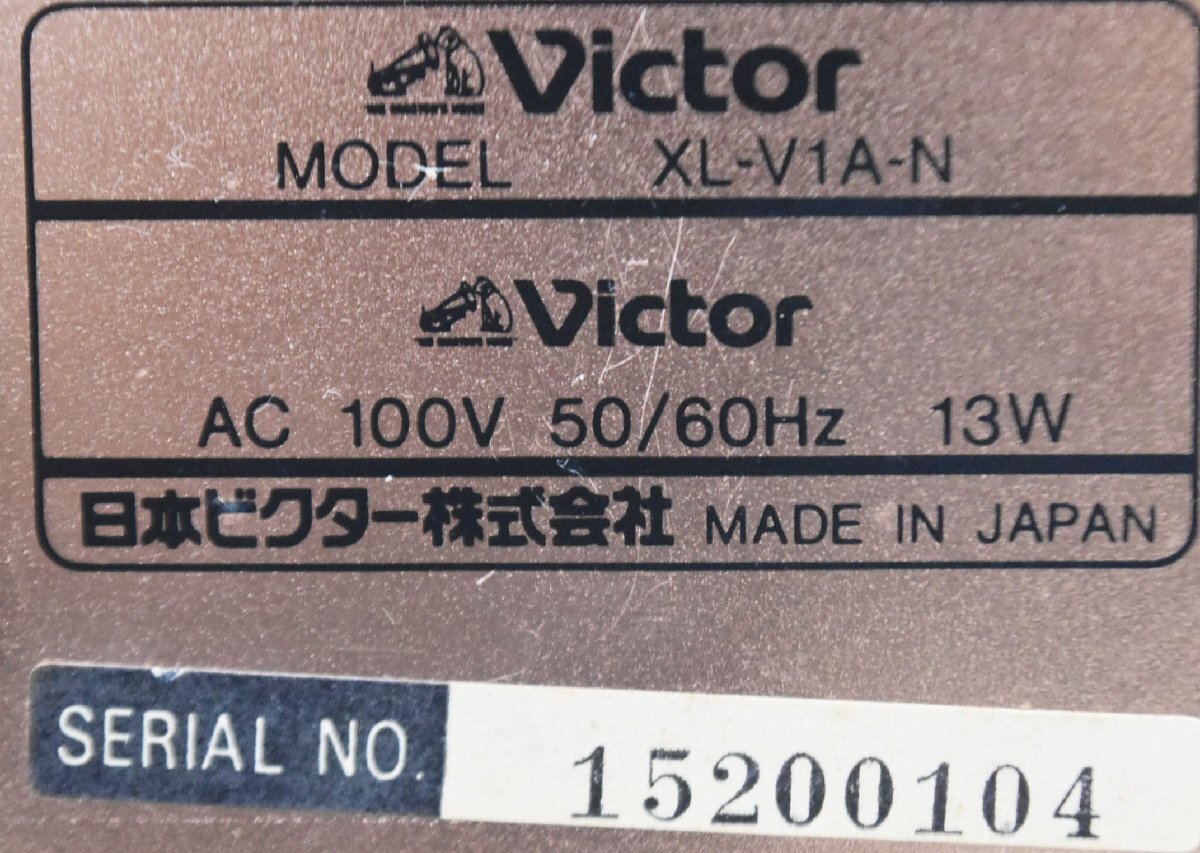 Victor
MODEL XL-V1A-N
Victor
AC 100V 50/60Hz 13W
日本ビクター株式会社 MADE IN JAPAN
SERIAL NO. 15200104